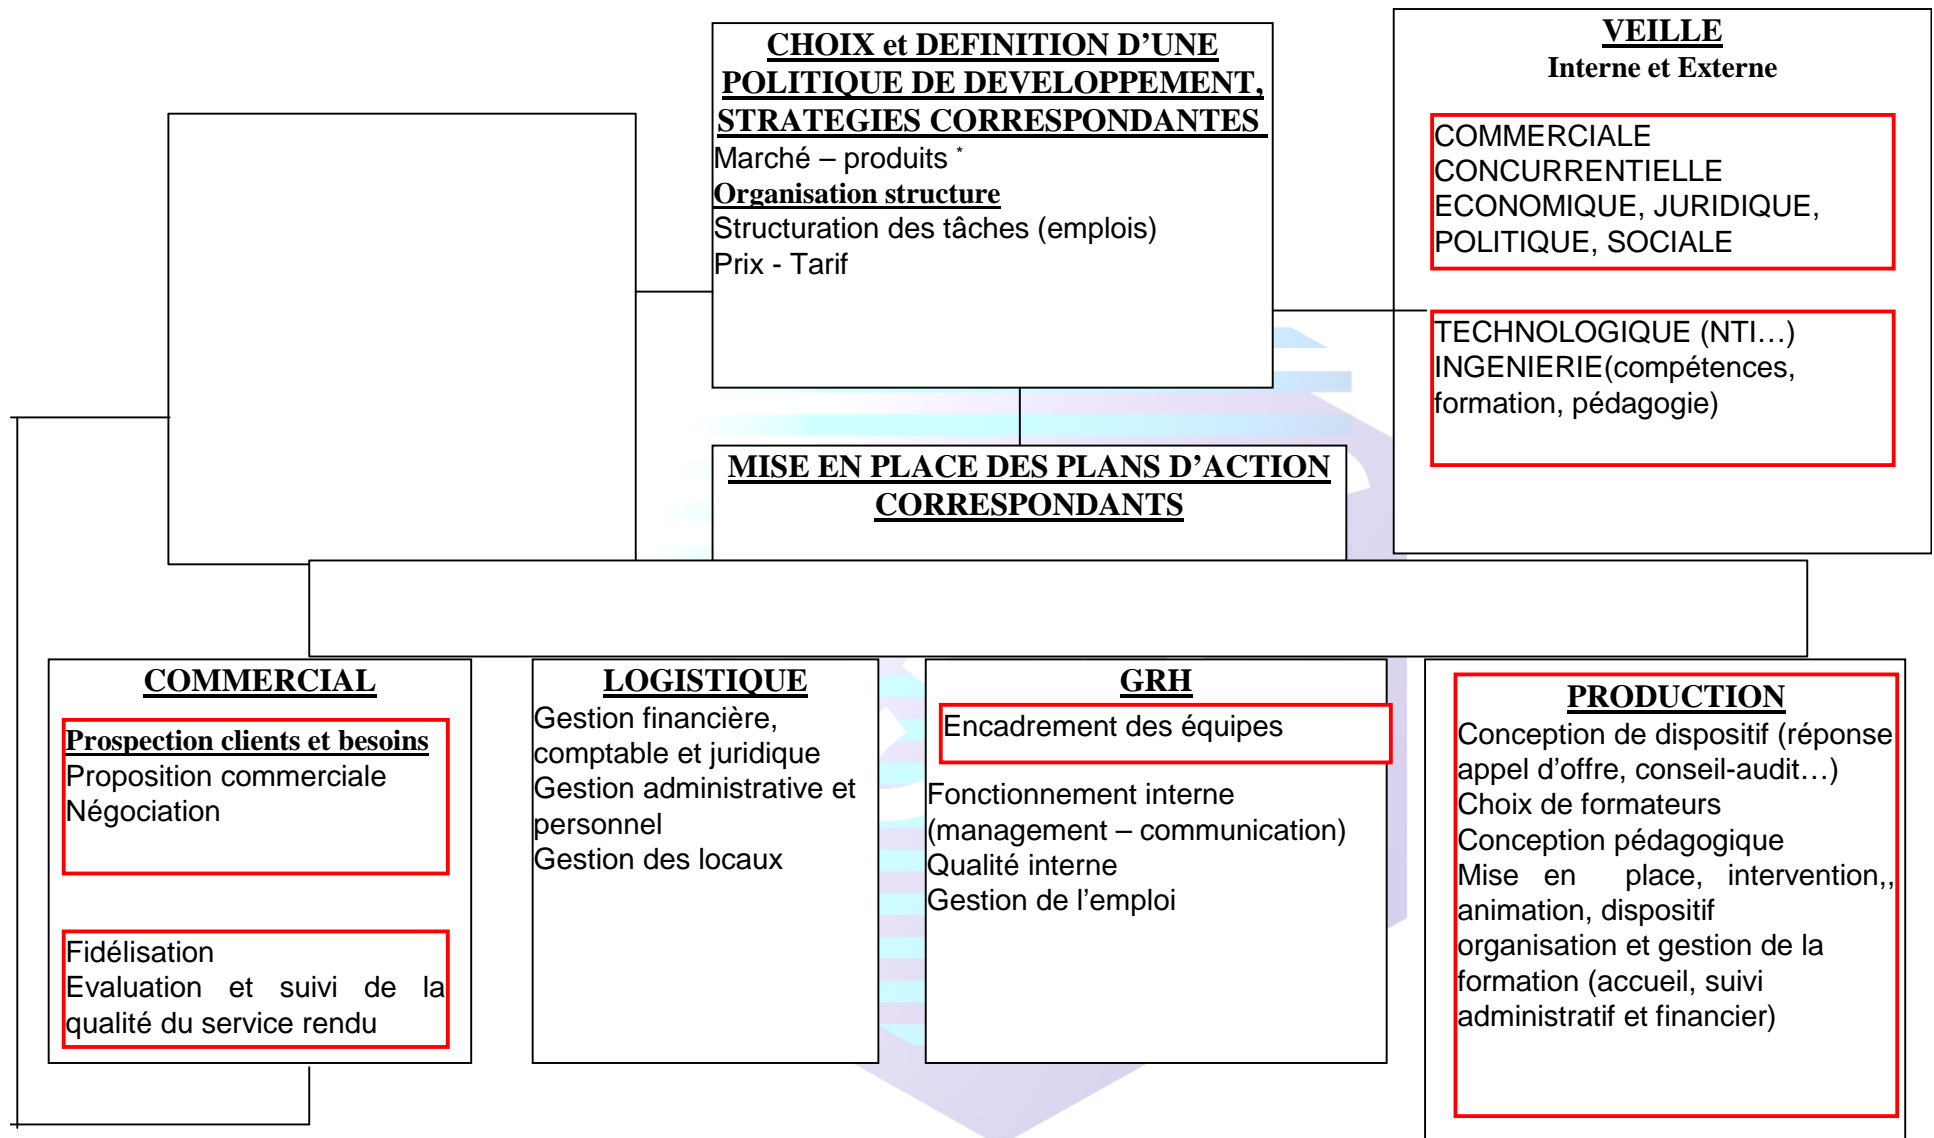 CHOIX et DEFINITION D'UNE
POLITIQUE DE DEVELOPPEMENT,
STRATEGIES CORRESPONDANTES
Marché – produits *
Organisation structure
Structuration des tâches (emplois)
Prix - Tarif
VEILLE
Interne et Externe
COMMERCIALE
CONCURRENTIELLE
ECONOMIQUE, JURIDIQUE,
POLITIQUE, SOCIALE
TECHNOLOGIQUE (NTI…)
INGENIERIE(compétences,
formation, pédagogie)
MISE EN PLACE DES PLANS D'ACTION
CORRESPONDANTS
COMMERCIAL
Prospection clients et besoins
Proposition commerciale
Négociation
Fidélisation
Evaluation et suivi de la
qualité du service rendu
LOGISTIQUE
Gestion financière,
comptable et juridique
Gestion administrative et
personnel
Gestion des locaux
GRH
Encadrement des équipes
Fonctionnement interne
(management – communication)
Qualité interne
Gestion de l'emploi
PRODUCTION
Conception de dispositif (réponse
appel d'offre, conseil-audit…)
Choix de formateurs
Conception pédagogique
Mise en place, intervention,,
animation, dispositif
organisation et gestion de la
formation (accueil, suivi
administratif et financier)